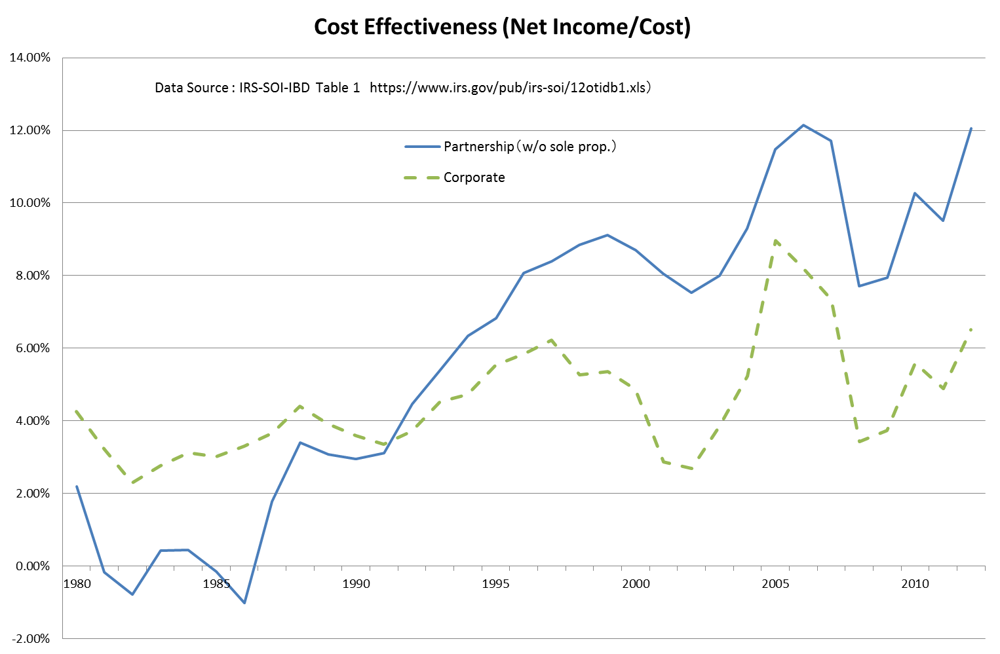 Cost Effectiveness (Net Income/Cost)
14.00%
Data Source : IRS-SOI-IBD Table 1 https://www.irs.gov/pub/irs-soi/12otidb1.xls）
12.00%
Partnership（w/o sole prop.）
Corporate
10.00%
8.00%
6.00%
4.00%
2.00%
0.00%
1980 1985 1990 1995 2000 2005 2010
-2.00%